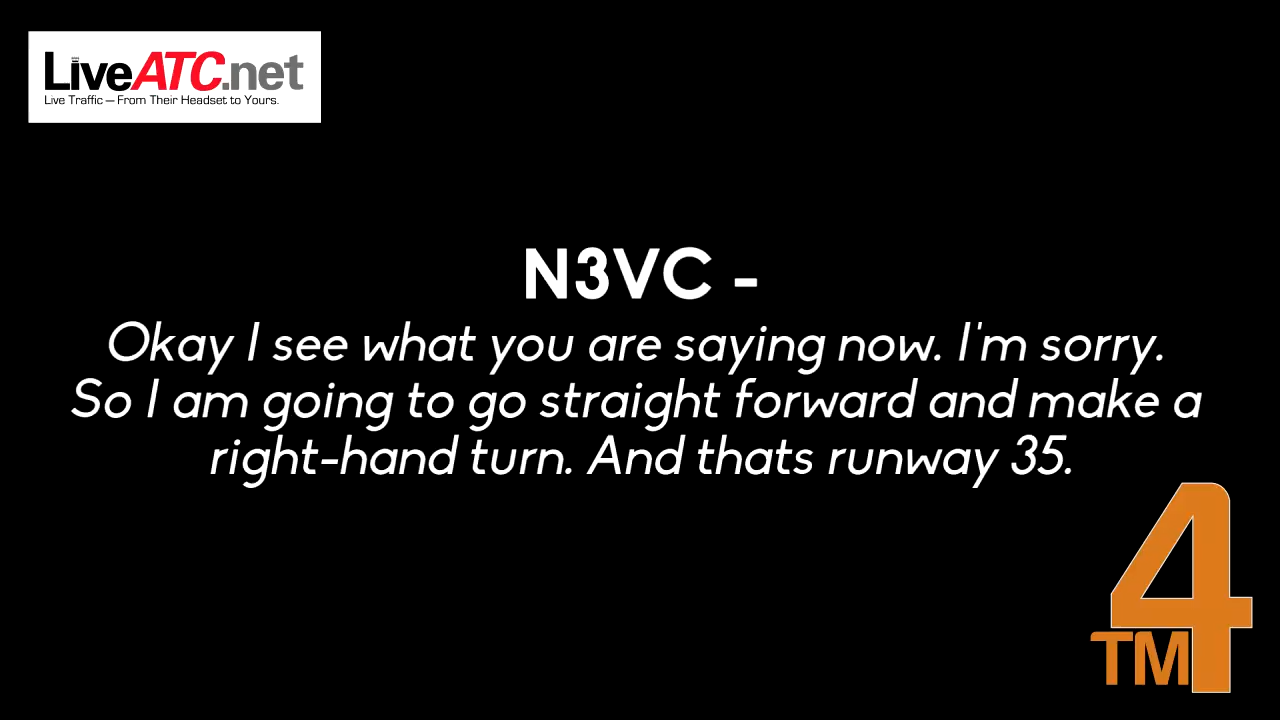 LiveATC.net
Live Traffic – From Their Headset to Yours.
N3VC -
Okay I see what you are saying now. I'm sorry.
So I am going to go straight forward and make a
right-hand turn. And thats runway 35.
4
TM